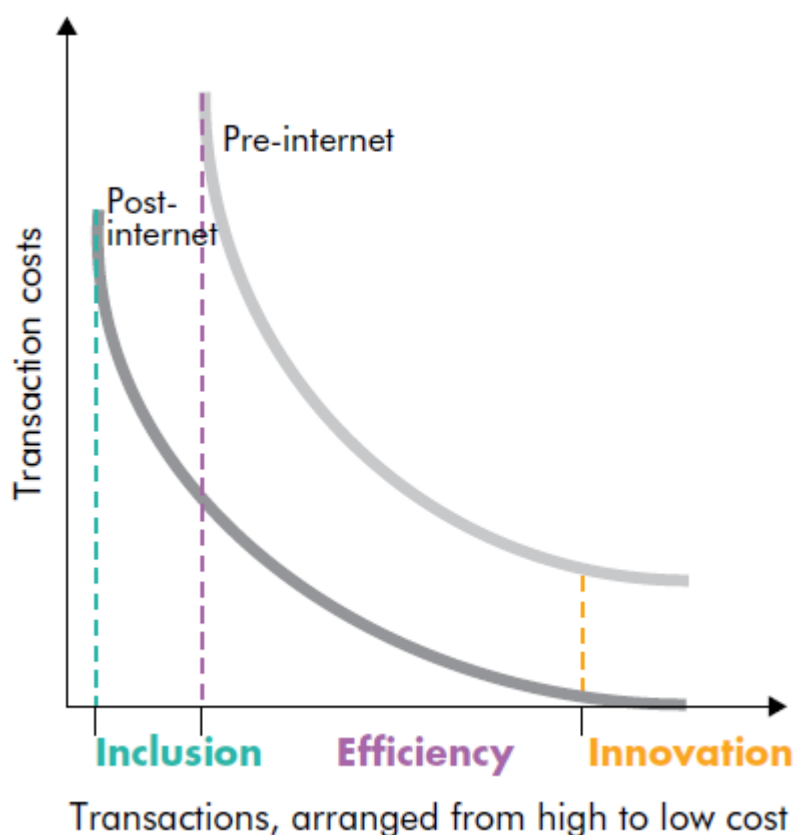 Pre-internet
Post-
internet
Transaction costs
Inclusion Efficiency Innovation
Transactions, arranged from high to low cost